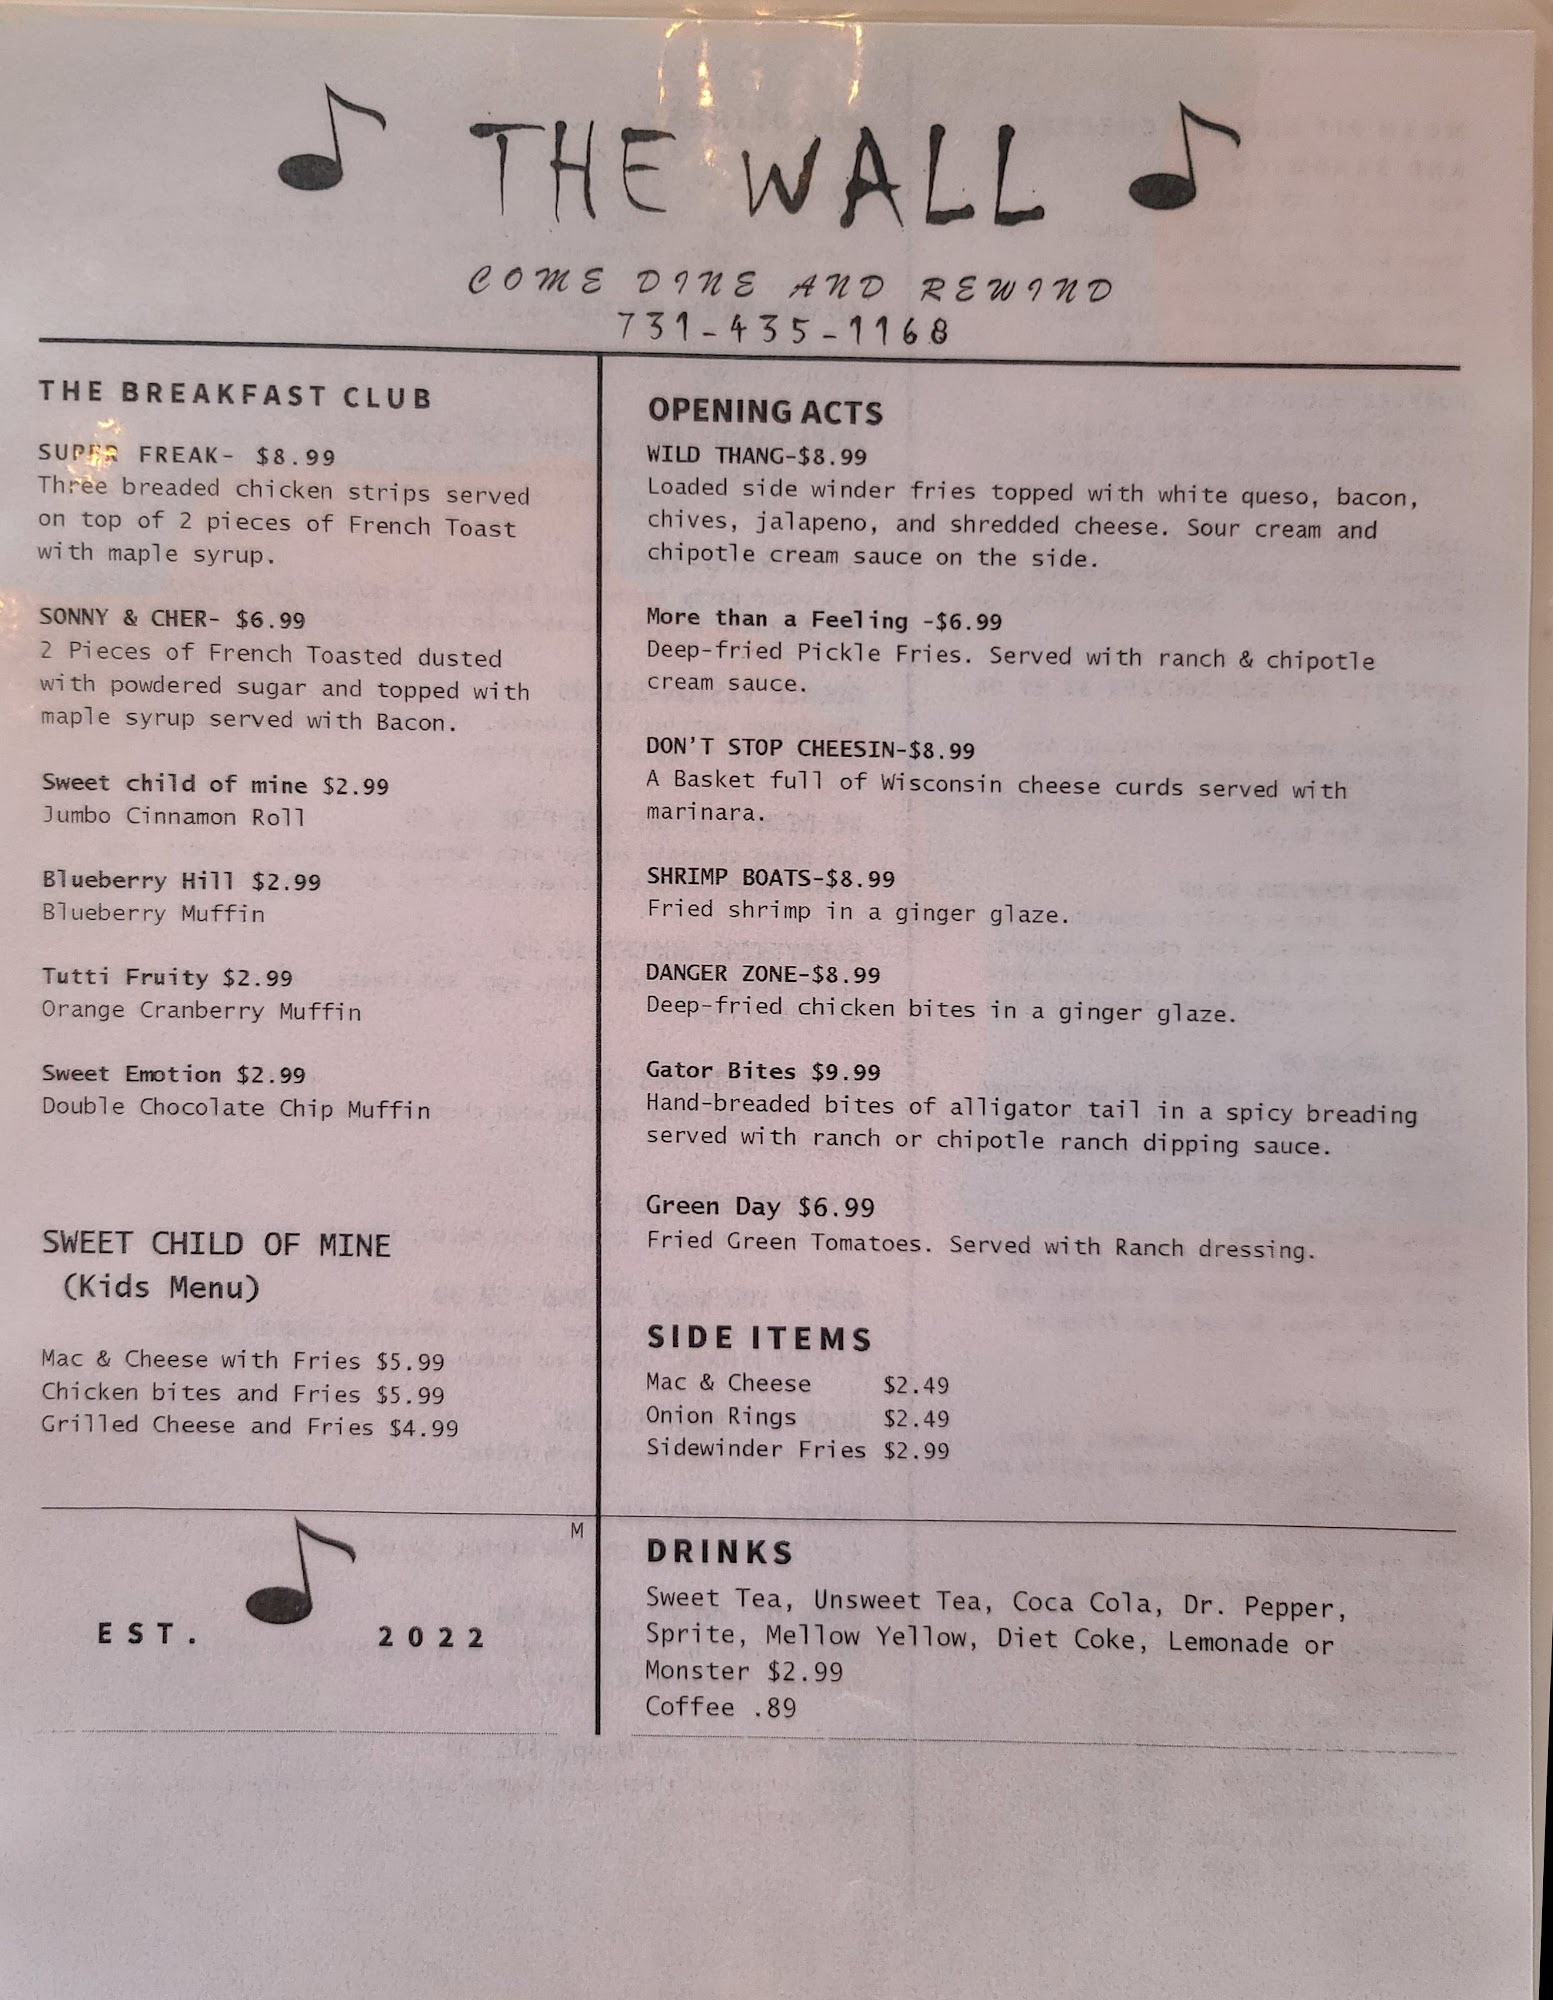 THE WALL
COME DINE AND REWIND
731-435-1168
THE BREAKFAST CLUB
SUPER FREAK- $8.99
Three breaded chicken strips served
on top of 2 pieces of French Toast
with maple syrup.
SONNY & CHER- $6.99
2 Pieces of French Toasted dusted
with powdered sugar and topped with
maple syrup served with Bacon.
Sweet child of mine $2.99
Jumbo Cinnamon Roll
Blueberry Hill $2.99
Blueberry Muffin
Tutti Fruity $2.99
Orange Cranberry Muffin
Sweet Emotion $2.99
Double Chocolate Chip Muffin
SWEET CHILD OF MINE
(Kids Menu)
Mac & Cheese with Fries $5.99
Chicken bites and Fries $5.99
Grilled Cheese and Fries $4.99
M
EST. 2022
OPENING ACTS
WILD THANG-$8.99
Loaded side winder fries topped with white queso, bacon,
chives, jalapeno, and shredded cheese. Sour cream and
chipotle cream sauce on the side.
More than a Feeling -$6.99
Deep-fried Pickle Fries. Served with ranch & chipotle
cream sauce.
DON'T STOP CHEESIN-$8.99
A Basket full of Wisconsin cheese curds served with
marinara.
SHRIMP BOATS-$8.99
Fried shrimp in a ginger glaze.
DANGER ZONE-$8.99
Deep-fried chicken bites in a ginger glaze.
Gator Bites $9.99
Hand-breaded bites of alligator tail in a spicy breading
served with ranch or chipotle ranch dipping sauce.
Green Day $6.99
Fried Green Tomatoes. Served with Ranch dressing.
SIDE ITEMS
Mac & Cheese $2.49
Onion Rings $2.49
Sidewinder Fries $2.99
DRINKS
Sweet Tea, Unsweet Tea, Coca Cola, Dr. Pepper,
Sprite, Mellow Yellow, Diet Coke, Lemonade or
Monster $2.99
Coffee .89